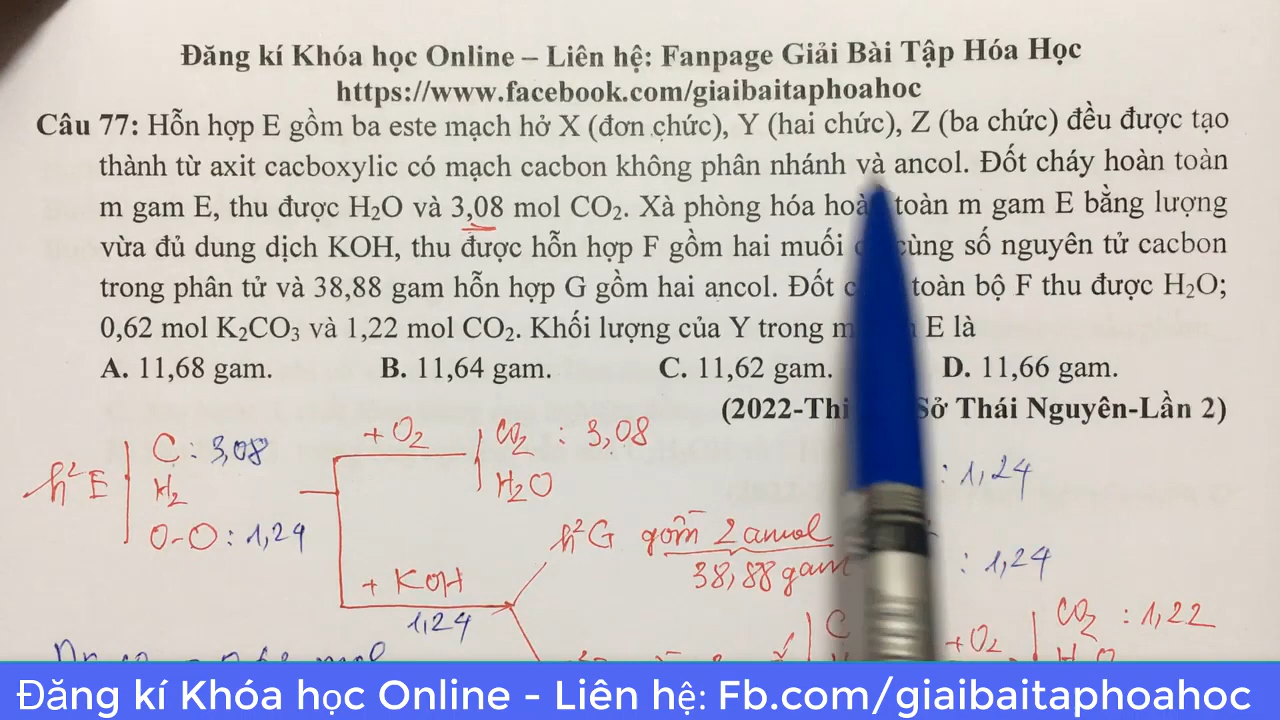 Đăng kí Khóa học Online – Liên hệ: Fanpage Giải Bài Tập Hóa Học
https://www.facebook.com/giaibaitaphoahoc
Câu 77: Hỗn hợp E gồm ba este mạch hở X (đơn chức), Y (hai chức), Z (ba chức) đều được tạo
thành từ axit cacboxylic có mạch cacbon không phân nhánh và ancol. Đốt cháy hoàn toàn
m gam E, thu được H₂O và 3,08 mol CO₂. Xà phòng hóa toàn m gam E bằng lượng
vừa đủ dung dịch KOH, thu được hỗn hợp F gồm hai muối cùng số nguyên tử cacbon
trong phân tử và 38,88 gam hỗn hợp G gồm hai ancol. Đốt toàn bộ F thu được H₂O;
0,62 mol K₂CO₃ và 1,22 mol CO₂. Khối lượng của Y trong m E là
A. 11,68 gam. B. 11,64 gam. C. 11,62 gam. D. 11,66 gam.
(2022-Thi Sở Thái Nguyên-Lần 2)
+ O₂ CO₂ : 3,08
C : 3,08
: 1,24
h² E H₂ H₂O
O-O : 1,24
h² G gồm 2 ancol
: 1,24
+ KOH 38,88 gam
1,24
C + O₂ CO₂ : 1,22
Đăng kí Khóa học Online - Liên hệ: Fb.com/giaibaitaphoahoc